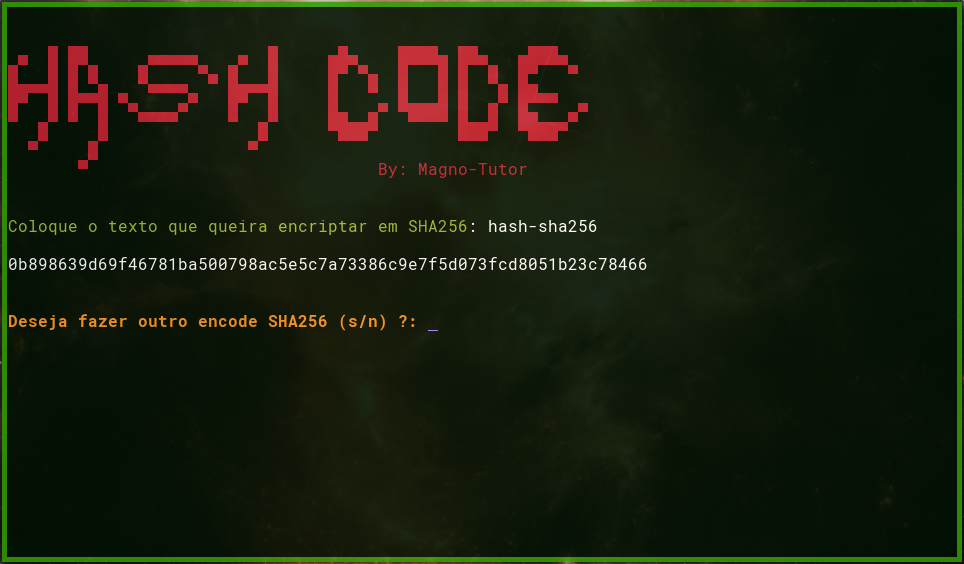 HASH CODE
By: Magno-Tutor
Coloque o texto que queira encriptar em SHA256: hash-sha256
0b898639d69f46781ba500798ac5e5c7a73386c9e7f5d073fcd8051b23c78466
Deseja fazer outro encode SHA256 (s/n) ?: _